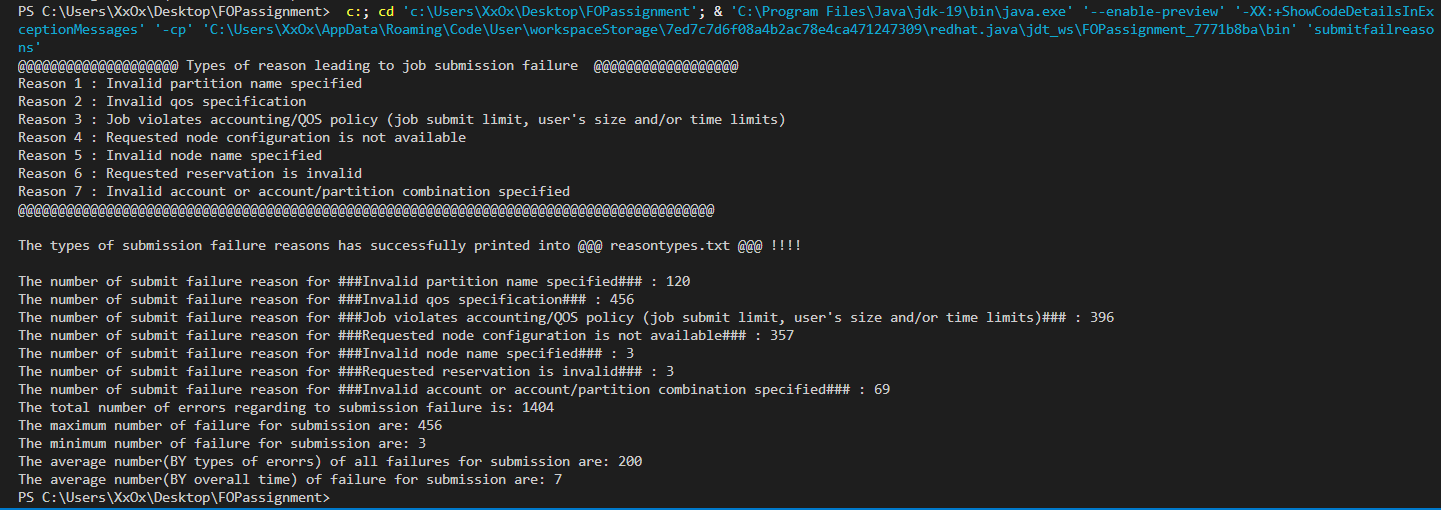 PS C:\Users\XxOx\Desktop\FOPassignment>  c:; cd 'c:\Users\XxOx\Desktop\FOPassignment'; & 'C:\Program Files\Java\jdk-19\bin\java.exe' '--enable-preview' '-XX:+ShowCodeDetailsInEx
ceptionMessages' '-cp' 'C:\Users\XxOx\AppData\Roaming\Code\User\workspaceStorage\7ed7c7d6f08a4b2ac78e4ca471247309\redhat.java\jdt_ws\FOPassignment_7771b8ba\bin' 'submitfailreaso
ns'
@@@@@@@@@@@@@@@@@@@@ Types of reason leading to job submission failure  @@@@@@@@@@@@@@@@@@
Reason 1 : Invalid partition name specified
Reason 2 : Invalid qos specification
Reason 3 : Job violates accounting/QOS policy (job submit limit, user's size and/or time limits)
Reason 4 : Requested node configuration is not available
Reason 5 : Invalid node name specified
Reason 6 : Requested reservation is invalid
Reason 7 : Invalid account or account/partition combination specified
@@@@@@@@@@@@@@@@@@@@@@@@@@@@@@@@@@@@@@@@@@@@@@@@@@@@@@@@@@@@@@@@@@@@@@@@@@@@@@@@@@@@@@@
The types of submission failure reasons has successfully printed into @@@ reasontypes.txt @@@ !!!!
The number of submit failure reason for ###Invalid partition name specified### : 120
The number of submit failure reason for ###Invalid qos specification### : 456
The number of submit failure reason for ###Job violates accounting/QOS policy (job submit limit, user's size and/or time limits)### : 396
The number of submit failure reason for ###Requested node configuration is not available### : 357
The number of submit failure reason for ###Invalid node name specified### : 3
The number of submit failure reason for ###Requested reservation is invalid### : 3
The number of submit failure reason for ###Invalid account or account/partition combination specified### : 69
The total number of errors regarding to submission failure is: 1404
The maximum number of failure for submission are: 456
The minimum number of failure for submission are: 3
The average number(BY types of erorrs) of all failures for submission are: 200
The average number(BY overall time) of failure for submission are: 7
PS C:\Users\XxOx\Desktop\FOPassignment>